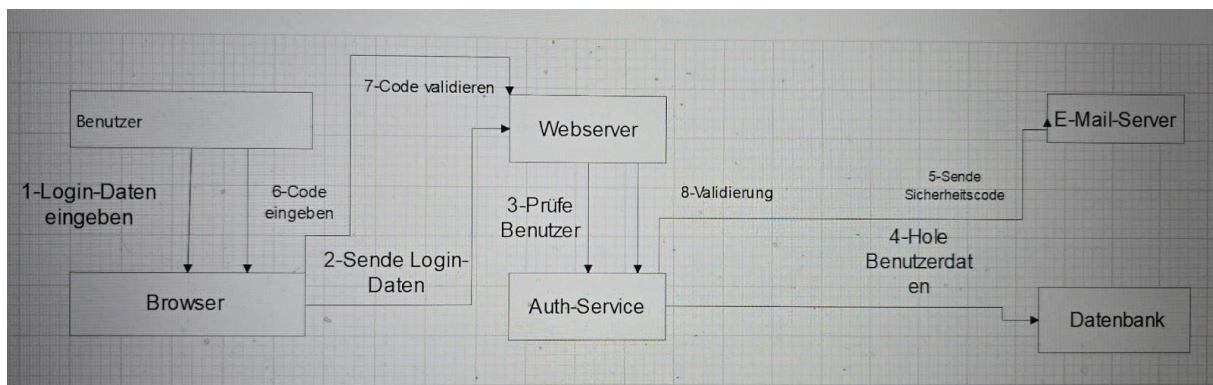 7-Code validieren
Benutzer
Webserver
E-Mail-Server
1-Login-Daten
eingeben
6-Code
eingeben
3-Prüfe
Benutzer
8-Validierung
5-Sende
Sicherheitscode
2-Sende Login-
Daten
4-Hole
Benutzerdat
en
Browser
Auth-Service
Datenbank